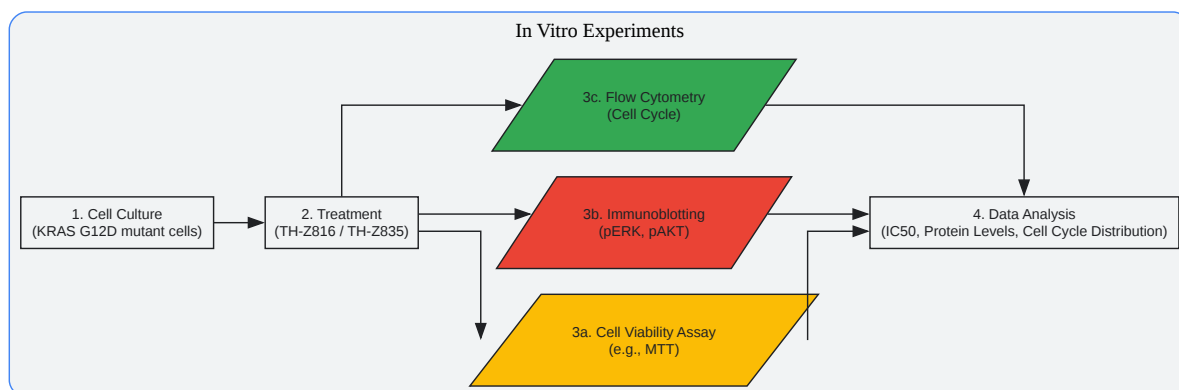 In Vitro Experiments
3c. Flow Cytometry
(Cell Cycle)
1. Cell Culture
(KRAS G12D mutant cells)
2. Treatment
(TH-Z816 / TH-Z835)
3b. Immunoblotting
(pERK, pAKT)
4. Data Analysis
(IC50, Protein Levels, Cell Cycle Distribution)
3a. Cell Viability Assay
(e.g., MTT)